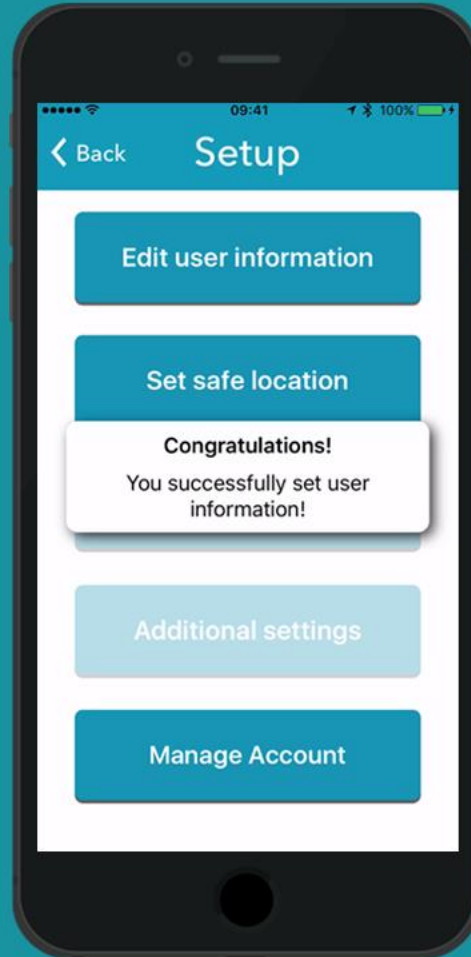 09:41
100%
Back
Setup
Edit user information
Set safe location
Congratulations!
You successfully set user
information!
Additional settings
Manage Account